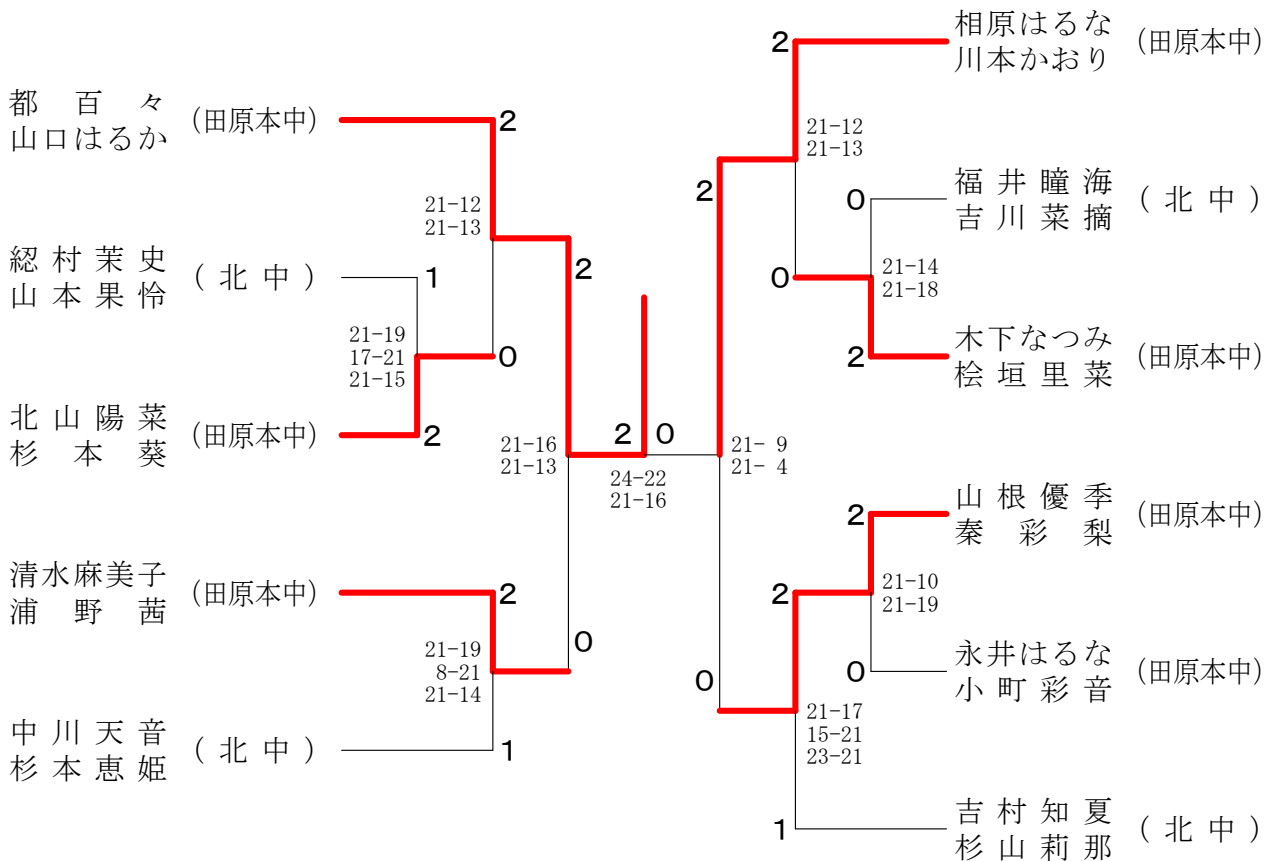 都百々
山口はるか
(田原本中)
2
21-12
21-13
綛村茉史
山本果怜
(北中)
1
21-19
17-21
21-15
0
北山陽菜
杉本葵
(田原本中)
2
2
21-16
21-13
清水麻美子
浦野茜
(田原本中)
2
21-19
8-21
21-14
0
中川天音
杉本恵姫
(北中)
1
2
0
24-22
21-16
2
相原はるな
川本かおり
(田原本中)
21-12
21-13
2
0
福井瞳海
吉川菜摘
(北中)
0
21-14
21-18
2
木下なつみ
桧垣里菜
(田原本中)
21- 9
21- 4
2
山根優季
秦彩梨
(田原本中)
21-10
21-19
2
0
永井はるな
小町彩音
(田原本中)
0
21-17
15-21
23-21
1
吉村知夏
杉山莉那
(北中)